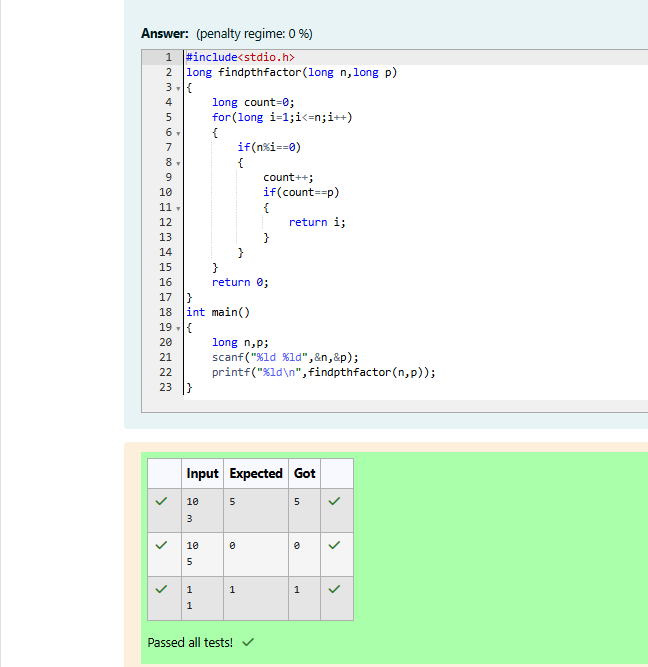 Answer: (penalty regime: 0 %)
1 #include<stdio.h>
2 long findpthfactor(long n,long p)
3 {
4     long count=0;
5     for(long i=1;i<=n;i++)
6     {
7         if(n%i==0)
8         {
9             count++;
10             if(count==p)
11             {
12                 return i;
13             }
14         }
15     }
16     return 0;
17 }
18 int main()
19 {
20     long n,p;
21     scanf("%ld %ld",&n,&p);
22     printf("%ld\n",findpthfactor(n,p));
23 }
Input Expected Got
10 5 5
3
10 0 0
5
1 1 1
1
Passed all tests!